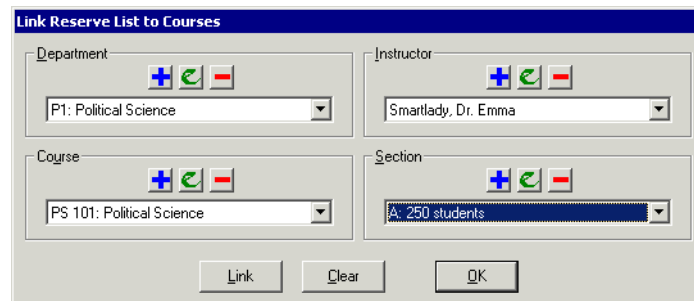 Link Reserve List to Courses
Department
Instructor
P1: Political Science
Smartlady, Dr. Emma
Course
Section
PS 101: Political Science
A: 250 students
Link
Clear
OK